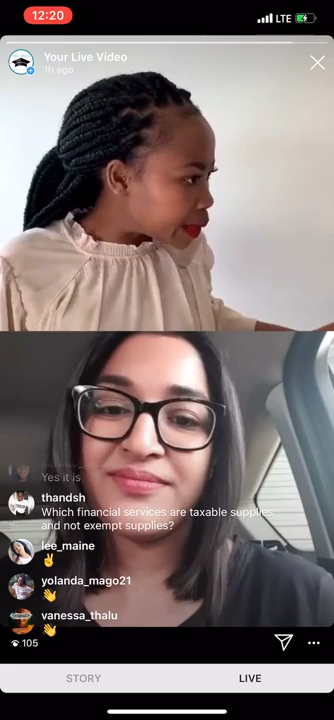 12:20
LTE
Your Live Video
1h ago
Yes it is
thandsh
Which financial services are taxable supplies
and not exempt supplies?
lee_maine
✌
yolanda_mago21
👋
vanessa_thalu
👋
105
STORY
LIVE